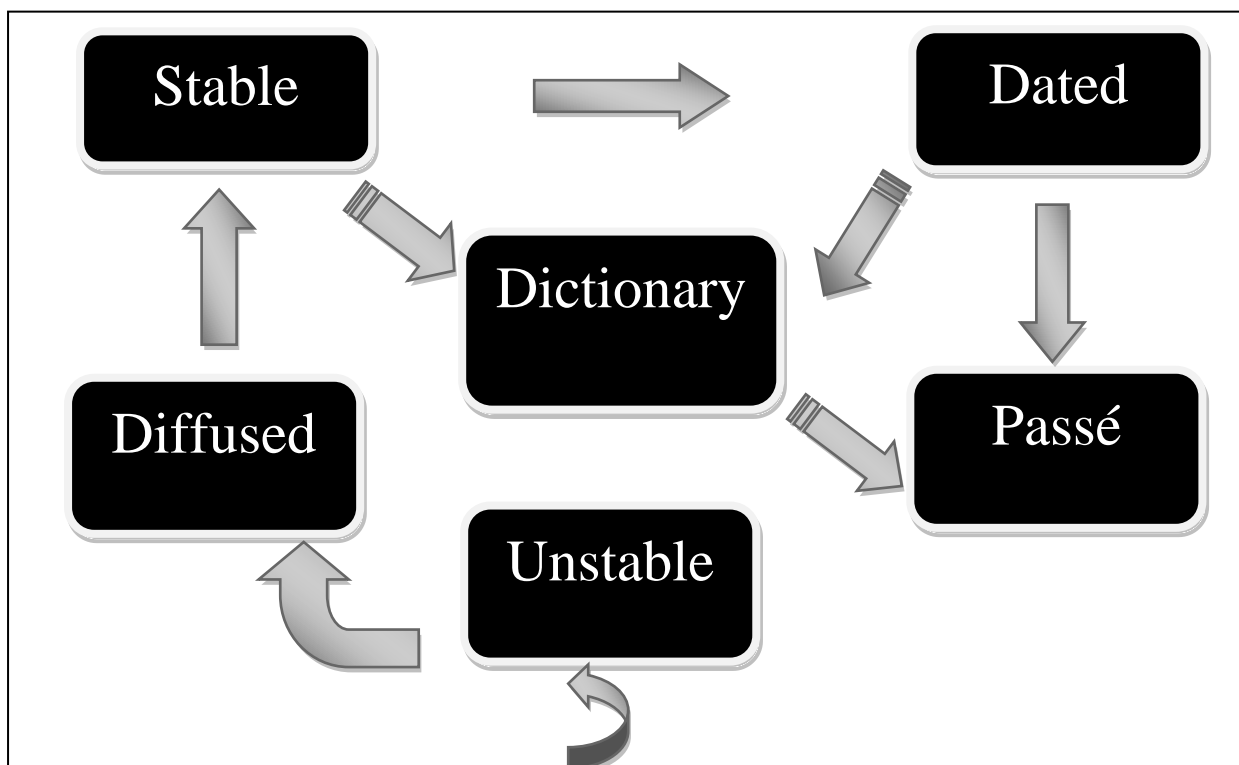 Stable
Dated
Dictionary
Diffused
Passé
Unstable